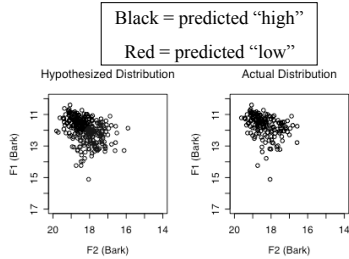 Black = predicted “high”
Red = predicted “low”
Hypothesized Distribution
Actual Distribution
F1 (Bark)
11
13
15
17
20
18
16
14
F2 (Bark)
F1 (Bark)
11
13
15
17
20
18
16
14
F2 (Bark)